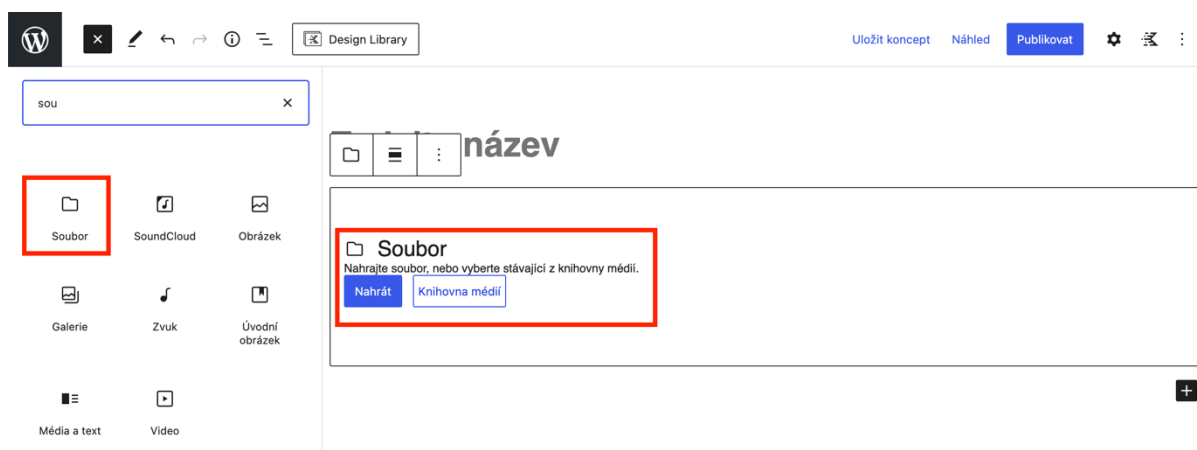 Design Library
Uložit koncept
Náhled
Publikovat
sou
Soubor
SoundCloud
Obrázek
Galerie
Zvuk
Úvodní
obrázek
Média a text
Video
název
Soubor
Nahrajte soubor, nebo vyberte stávající z knihovny médií.
Nahrát
Knihovna médií